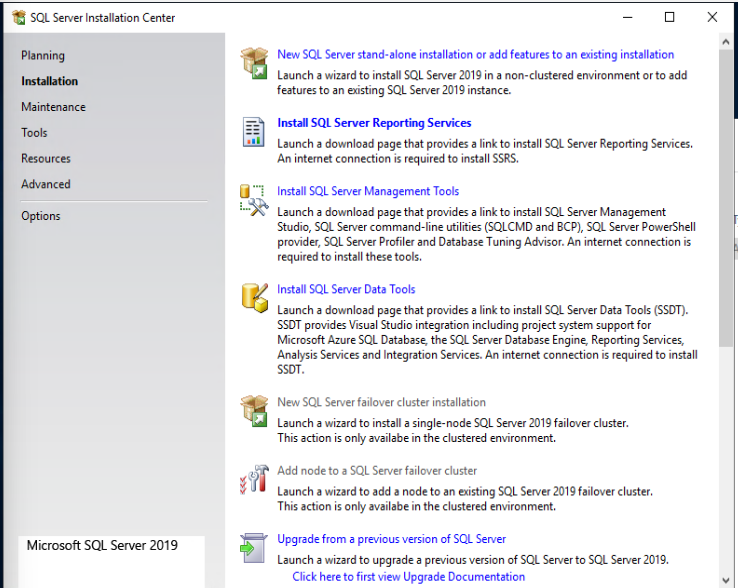 SQL Server Installation Center
Planning
Installation
Maintenance
Tools
Resources
Advanced
Options
Microsoft SQL Server 2019
New SQL Server stand-alone installation or add features to an existing installation
Launch a wizard to install SQL Server 2019 in a non-clustered environment or to add
features to an existing SQL Server 2019 instance.
Install SQL Server Reporting Services
Launch a download page that provides a link to install SQL Server Reporting Services.
An internet connection is required to install SSRS.
Install SQL Server Management Tools
Launch a download page that provides a link to install SQL Server Management
Studio, SQL Server command-line utilities (SQLCMD and BCP), SQL Server PowerShell
provider, SQL Server Profiler and Database Tuning Advisor. An internet connection is
required to install these tools.
Install SQL Server Data Tools
Launch a download page that provides a link to install SQL Server Data Tools (SSDT).
SSDT provides Visual Studio integration including project system support for
Microsoft Azure SQL Database, the SQL Server Database Engine, Reporting Services,
Analysis Services and Integration Services. An internet connection is required to install
SSDT.
New SQL Server failover cluster installation
Launch a wizard to install a single-node SQL Server 2019 failover cluster.
This action is only availabe in the clustered environment.
Add node to a SQL Server failover cluster
Launch a wizard to add a node to an existing SQL Server 2019 failover cluster.
This action is only availabe in the clustered environment.
Upgrade from a previous version of SQL Server
Launch a wizard to upgrade a previous version of SQL Server to SQL Server 2019.
Click here to first view Upgrade Documentation